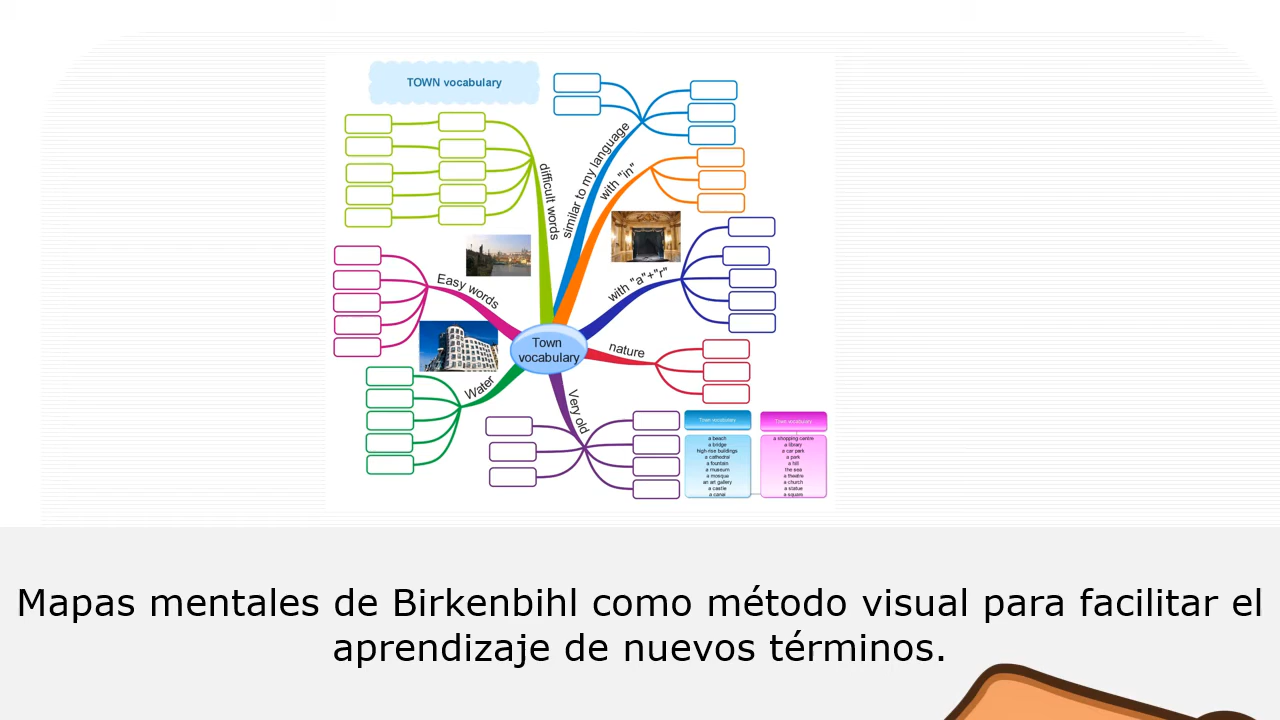 TOWN vocabulary
difficult words
similar to my language
with "in"
with "a"+"r"
Easy words
nature
Water
Very old
Town
vocabulary
Town vocabulary
a beach
a bridge
high rise buildings
a cathedral
a fountain
a museum
a mosque
an art gallery
a castle
a canal
Town vocabulary
a shopping centre
a library
a car park
a park
a hill
the sea
a theatre
a church
a statue
a square
Mapas mentales de Birkenbihl como método visual para facilitar el
aprendizaje de nuevos términos.